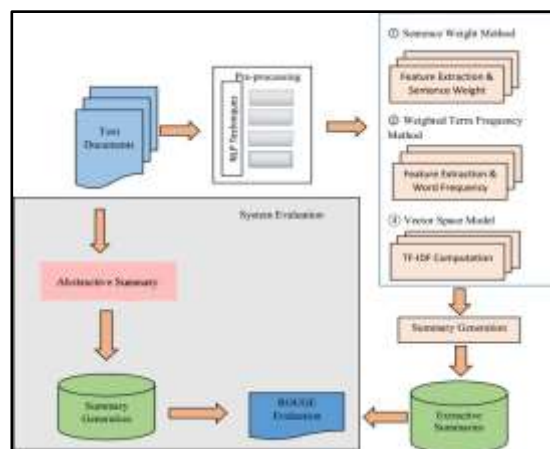 ① Sentence Weight Method
Pre-processing
Feature Extraction &
Sentence Weight
Text
Documents
NLP Techniques
② Weighted Term Frequency
Method
Feature Extraction &
Word Frequency
System Evaluation
③ Vector Space Model
TF-IDF Computation
Abstractive Summary
Summary Generation
Summary
Generation
ROUGE
Evaluation
Extractive
Summaries